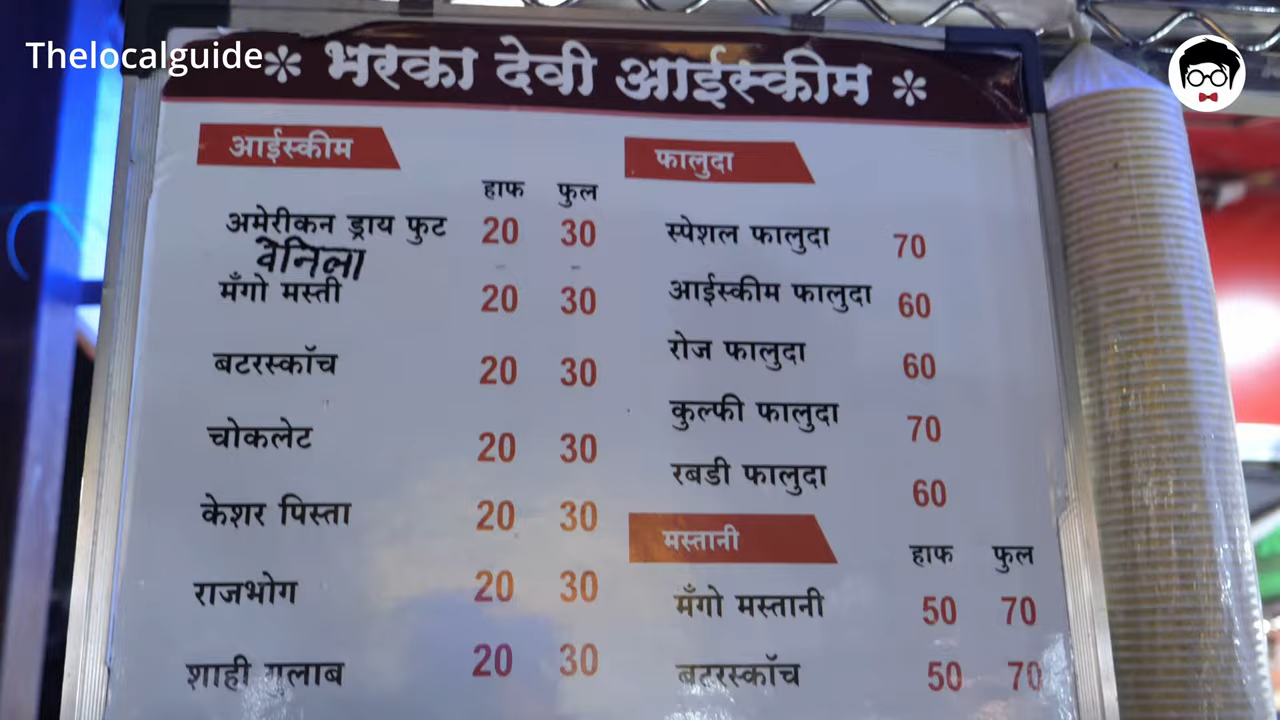 Thelocalguide
* भरका देवी आईस्कीम *
आईस्कीम
हाफ फुल
अमेरीकन ड्राय फुट 20 30
वेनिला
मँगो मस्ती 20 30
बटरस्कॉच 20 30
चोकलेट 20 30
केशर पिस्ता 20 30
राजभोग 20 30
शाही गुलाब 20 30
फालुदा
स्पेशल फालुदा 70
आईस्कीम फालुदा 60
रोज फालुदा 60
कुल्फी फालुदा 70
रबडी फालुदा 60
मस्तानी
हाफ फुल
मँगो मस्तानी 50 70
बटरस्कॉच 50 70